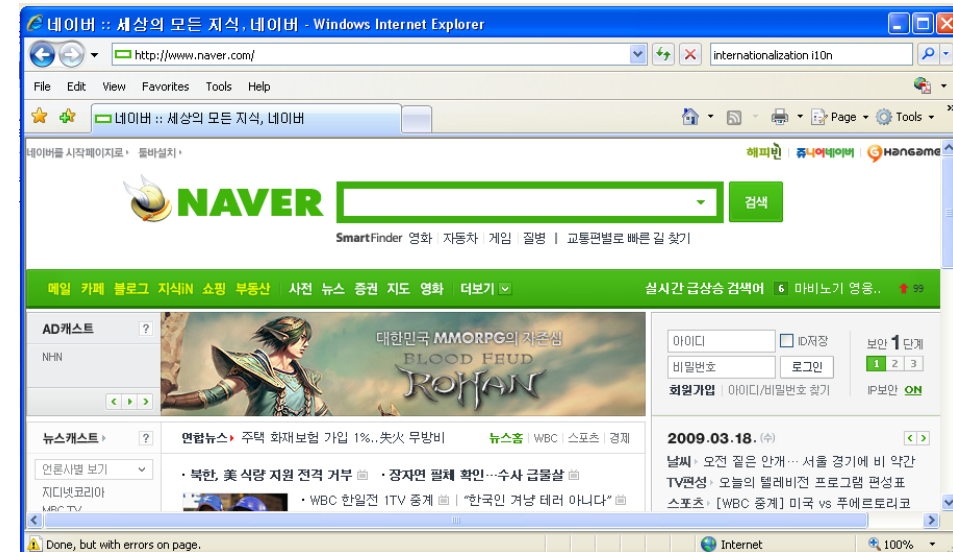 네이버 :: 세상의 모든 지식, 네이버 - Windows Internet Explorer
http://www.naver.com/ internationalization i10n
File Edit View Favorites Tools Help
네이버 :: 세상의 모든 지식, 네이버 Page Tools
네이버를 시작페이지로 툴바설치 해피빈 쥬니어네이버 Hangame
NAVER 검색
SmartFinder 영화 자동차 게임 질병 | 교통편별로 빠른 길 찾기
메일 카페 블로그 지식iN 쇼핑 부동산 사전 뉴스 증권 지도 영화 더보기 실시간 급상승 검색어 6 마비노기 영웅.. 99
AD캐스트 ?
NHN
대한민국 MMORPG의 자존심
BLOOD FEUD
ROHAN
아이디 ID저장 보안 1 단계
비밀번호 로그인 1 2 3
회원가입 아이디/비밀번호 찾기 IP보안 ON
뉴스캐스트 ? 연합뉴스 주택 화재보험 가입 1%..失火 무방비 뉴스홈 WBC 스포츠 경제
2009.03.18. (수)
언론사별 보기
지디넷코리아
MBC TV
· 북한, 美 식량 지원 전격 거부 · 장자연 필체 확인…수사 급물살
· WBC 한일전 1TV 중계 | "한국인 겨냥 테러 아니다"
날씨 오전 짙은 안개… 서울 경기에 비 약간
TV편성 오늘의 텔레비전 프로그램 편성표
스포츠 [WBC 중계] 미국 vs 푸에르토리코
Done, but with errors on page. Internet 100%